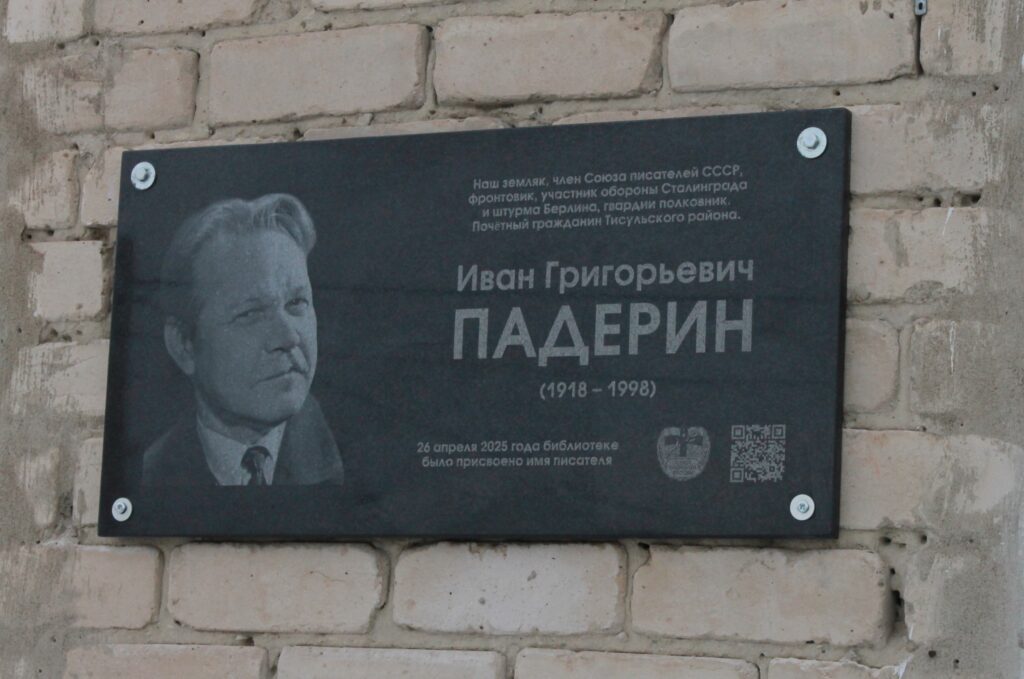 Наш земляк, член Союза писателей СССР,
фронтовик, участник обороны Сталинграда
и штурма Берлина, гвардии полковник.
Почётный гражданин Тисульского района.
Иван Григорьевич
ПАДЕРИН
(1918 – 1998)
26 апреля 2025 года библиотеке
было присвоено имя писателя